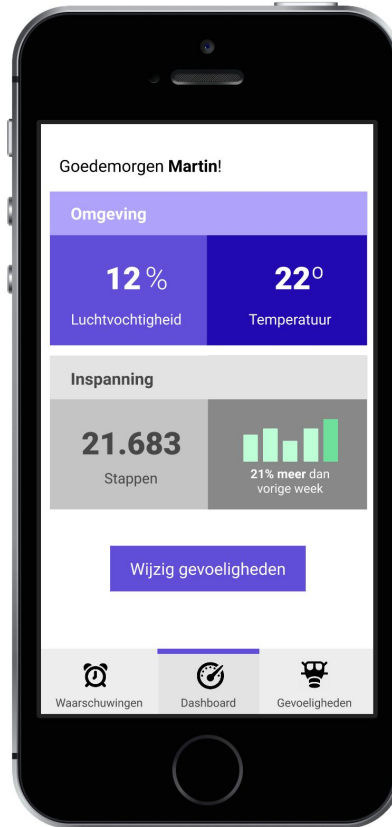 Goedemorgen Martin!
Omgeving
12 %
22°
Luchtvochtigheid
Temperatuur
Inspanning
21.683
Stappen
21% meer dan
vorige week
Wijzig gevoeligheden
Waarschuwingen
Dashboard
Gevoeligheden